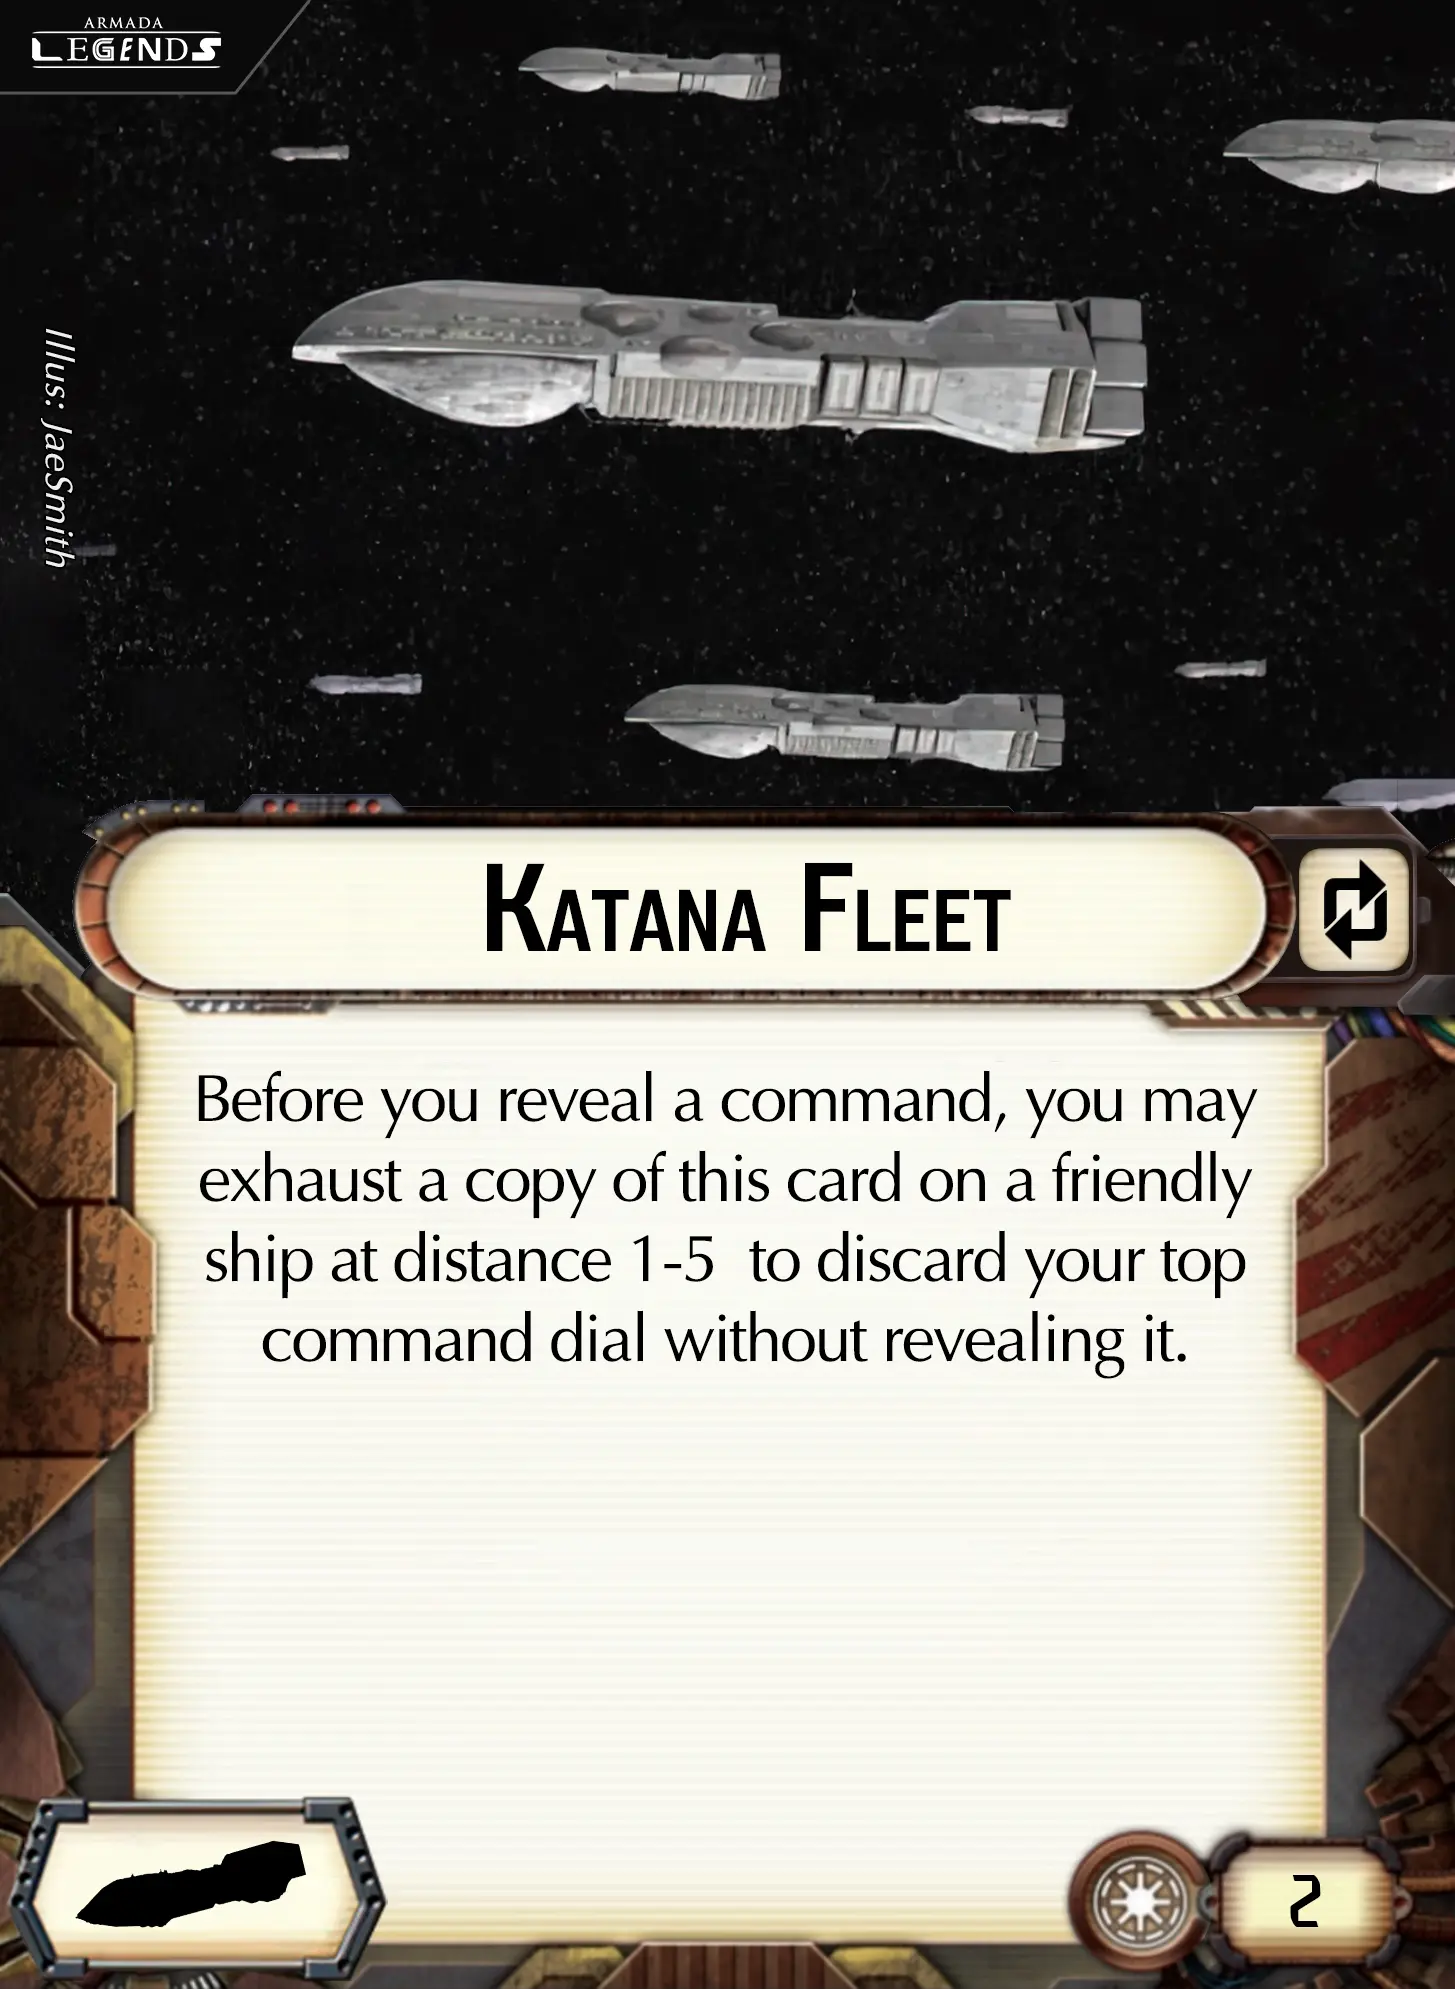 ARMADA
LEGENDS
Illus: JaeSmith
Katana Fleet
Before you reveal a command, you may
exhaust a copy of this card on a friendly
ship at distance 1-5 to discard your top
command dial without revealing it.
2